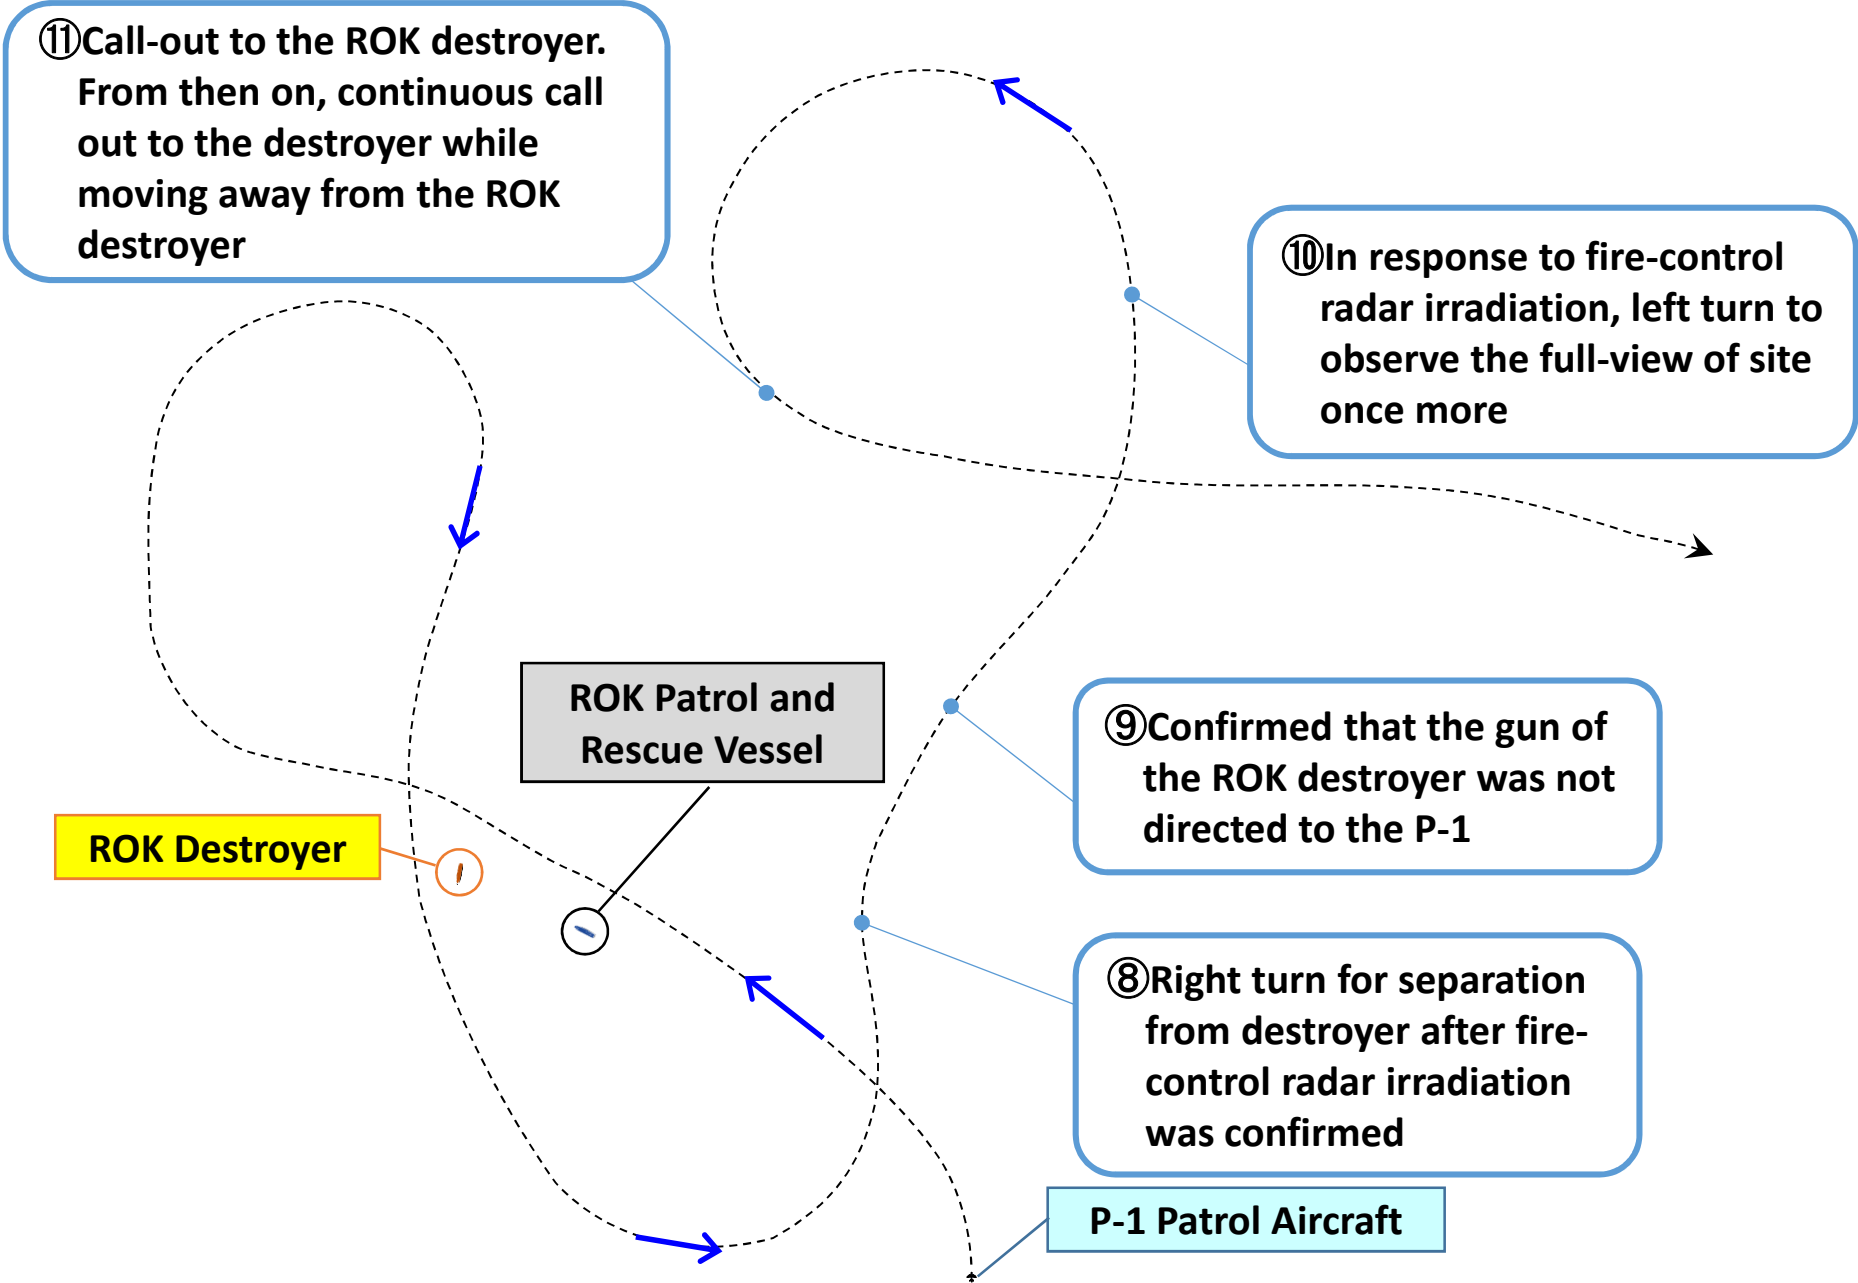 ⑪Call-out to the ROK destroyer.
From then on, continuous call
out to the destroyer while
moving away from the ROK
destroyer
⑩In response to fire-control
radar irradiation, left turn to
observe the full-view of site
once more
ROK Patrol and
Rescue Vessel
⑨Confirmed that the gun of
the ROK destroyer was not
directed to the P-1
ROK Destroyer
⑧Right turn for separation
from destroyer after fire-
control radar irradiation
was confirmed
P-1 Patrol Aircraft